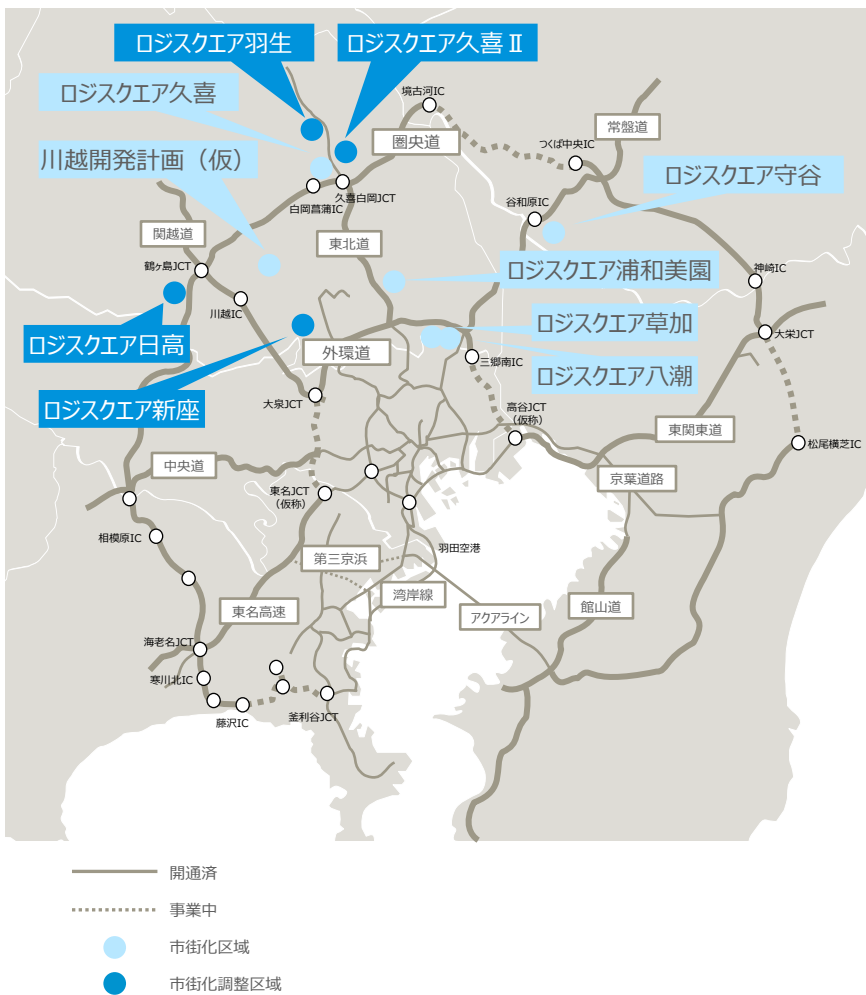 ロジスクエア羽生
ロジスクエア久喜Ⅱ
ロジスクエア久喜
川越開発計画（仮）
境古河IC
圏央道
常盤道
つくば中央IC
ロジスクエア守谷
久喜白岡JCT
白岡菖蒲IC
谷和原IC
関越道
東北道
鶴ヶ島JCT
川越IC
ロジスクエア浦和美園
神崎IC
ロジスクエア日高
外環道
ロジスクエア草加
大栄JCT
三郷南IC
ロジスクエア八潮
ロジスクエア新座
大泉JCT
高谷JCT
（仮称）
東関東道
松尾横芝IC
中央道
京葉道路
東名JCT
（仮称）
相模原IC
羽田空港
第三京浜
湾岸線
東名高速
アクアライン
館山道
海老名JCT
寒川北IC
藤沢IC
釜利谷JCT
開通済
事業中
市街化区域
市街化調整区域